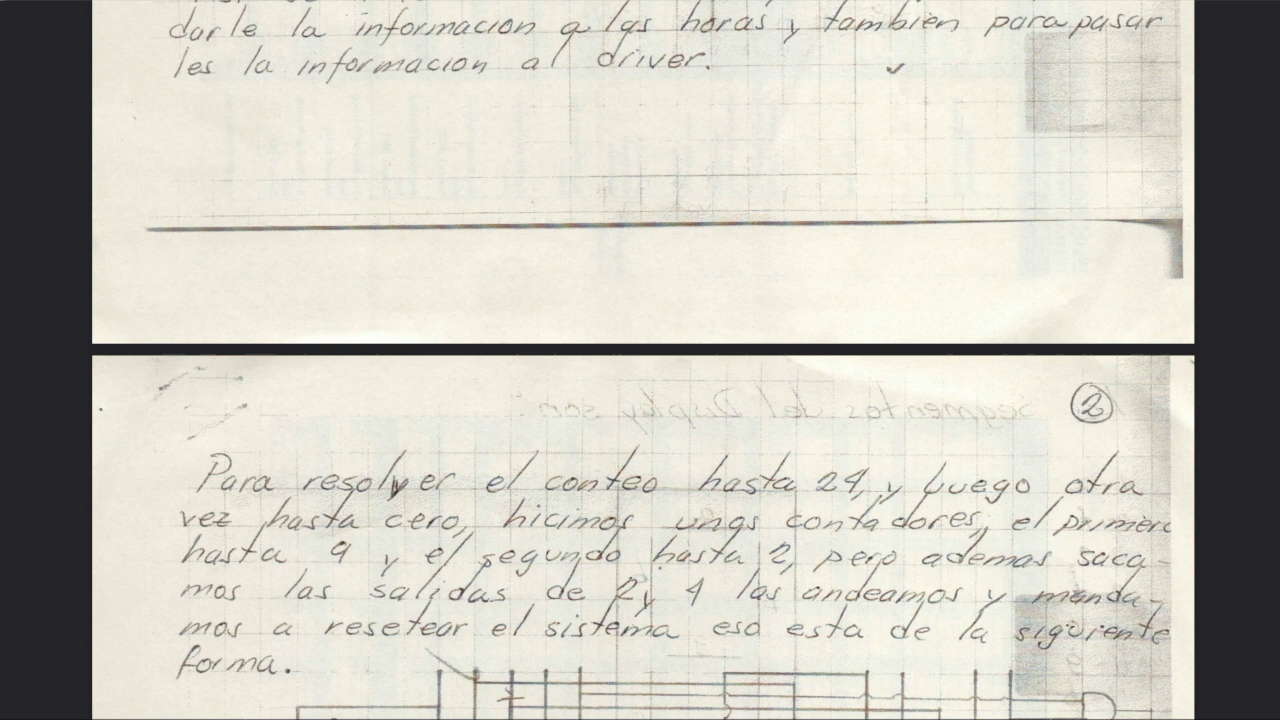 darle la informacion a las horas y tambien para pasar
les la informacion al driver.
2
Para resolver el conteo hasta 24, y luego otra
vez hasta cero, hicimos unos contadores, el primero
hasta 9 y el segundo hasta 2, pero ademas saca-
mos las salidas de 2 y 4 las andeamos y manda-
mos a resetear el sistema eso esta de la siguiente
forma.